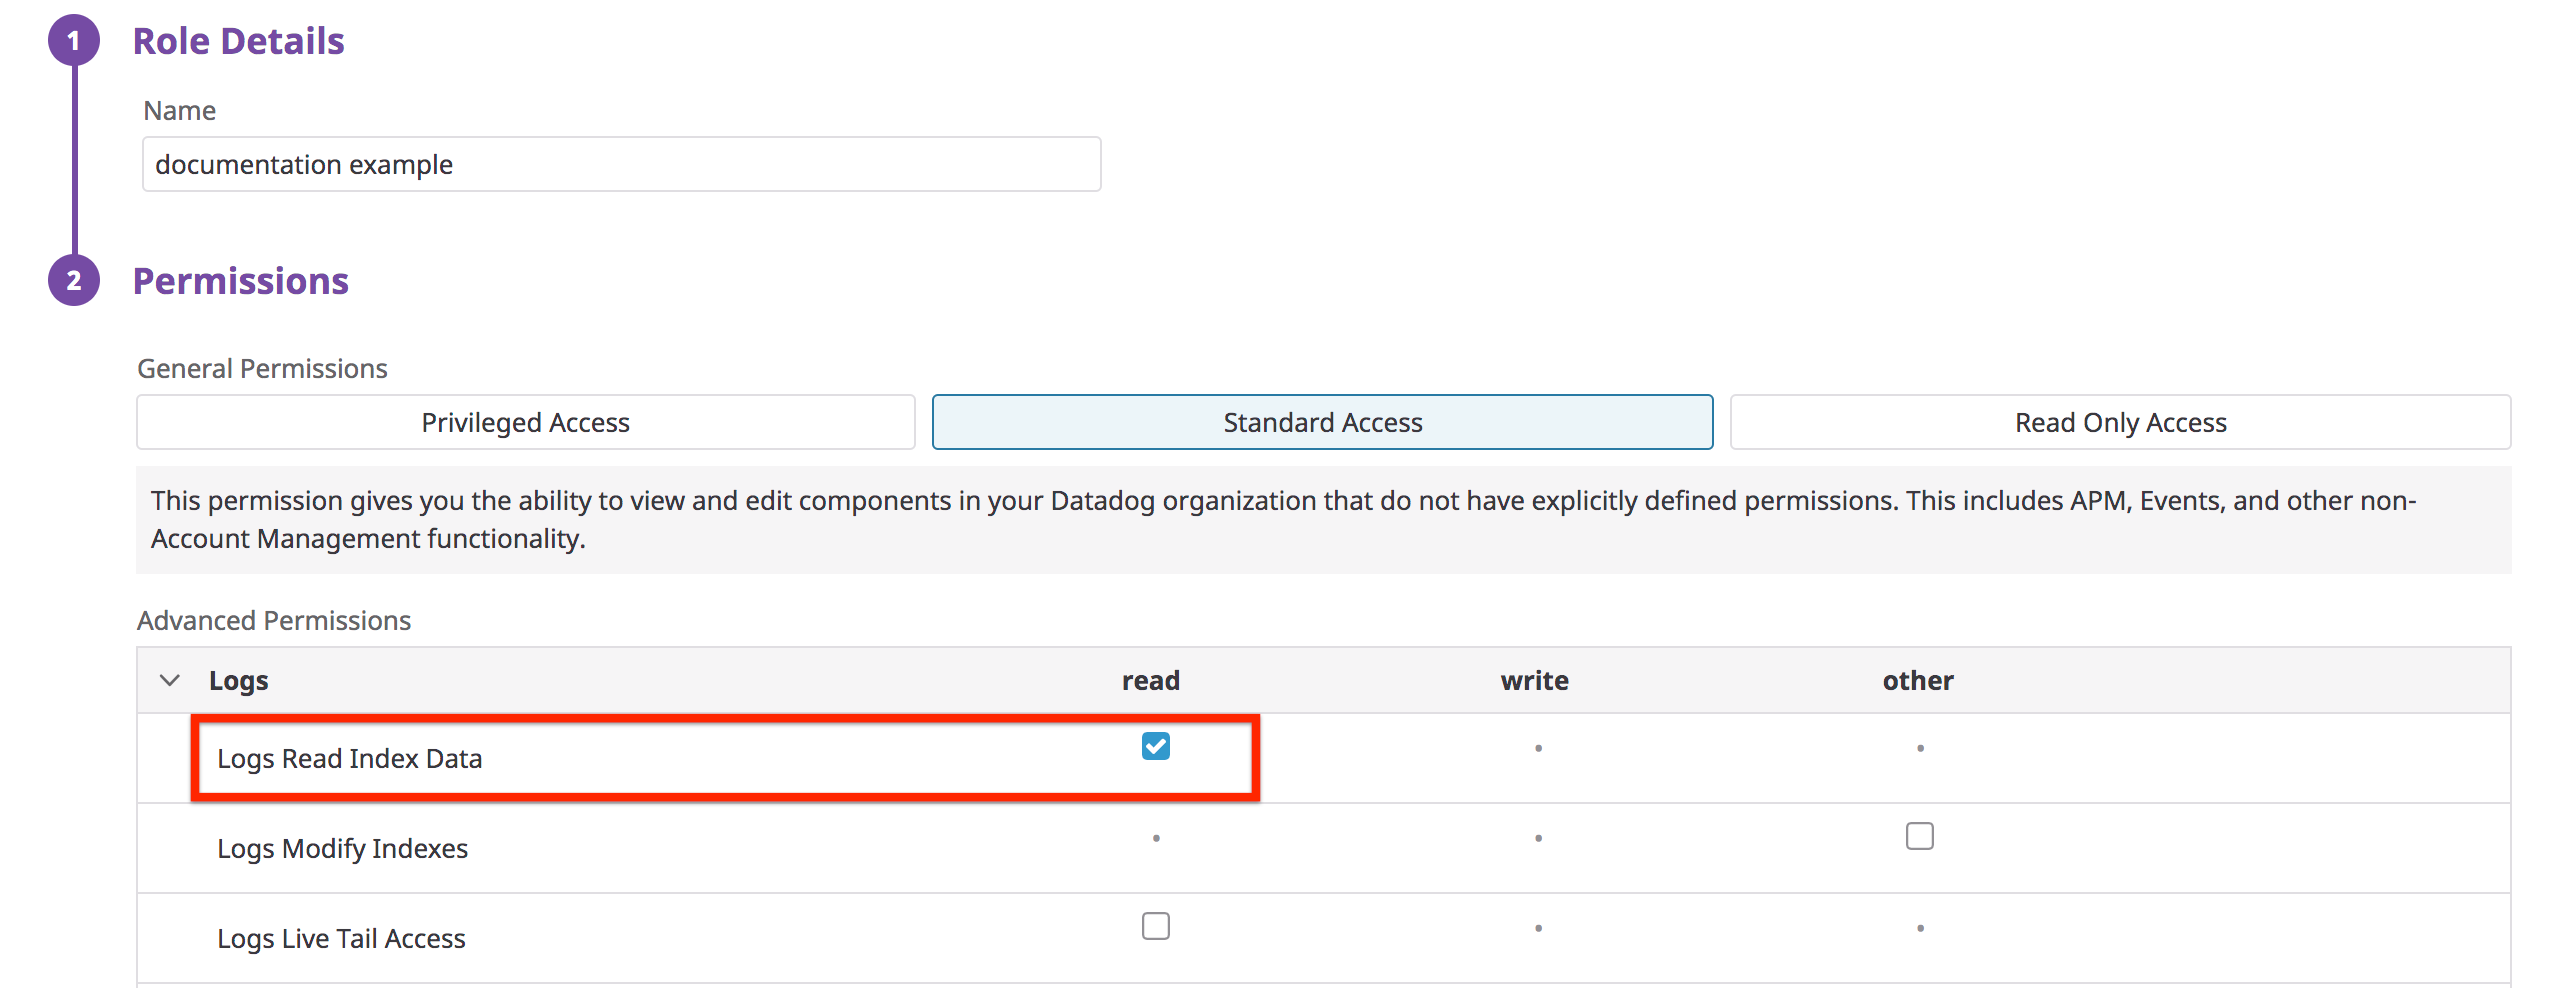 1 Role Details
Name
documentation example
2 Permissions
General Permissions
Privileged Access Standard Access Read Only Access
This permission gives you the ability to view and edit components in your Datadog organization that do not have explicitly defined permissions. This includes APM, Events, and other non-
Account Management functionality.
Advanced Permissions
Logs read write other
Logs Read Index Data
Logs Modify Indexes
Logs Live Tail Access